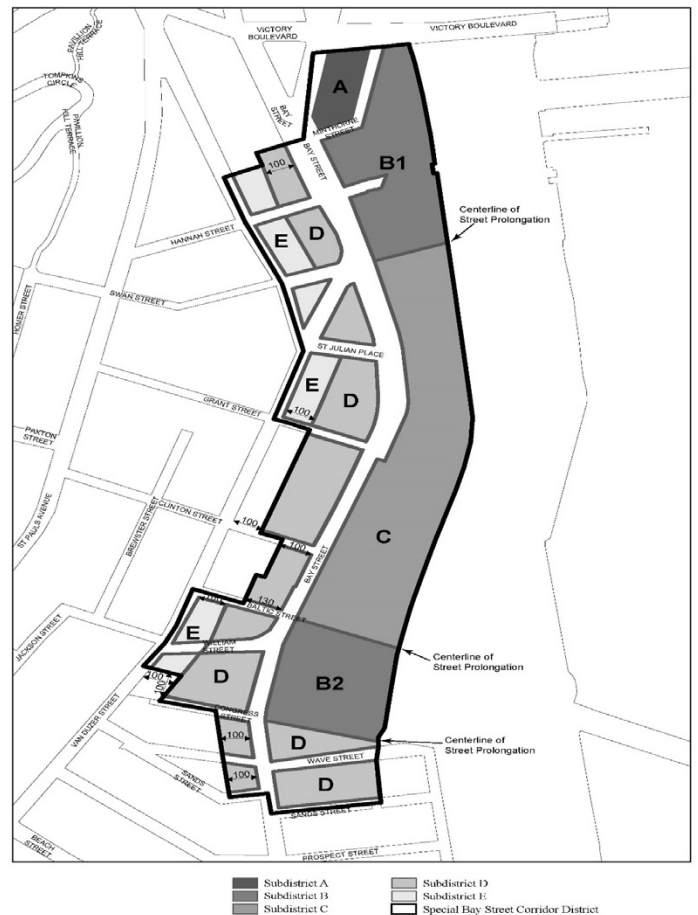 VICTORY
BOULEVARD
VICTORY BOULEVARD
PAVILION
HILL TERRACE
TOMPKINS
CIRCLE
PAVILLION
HILL TERRACE
BAY
STREET
A
MINTHORNE
STREET
BAY STREET
100
B1
Centerline of
Street Prolongation
HANNAH STREET
E
D
HOMER STREET
SWAN STREET
ST JULIAN PLACE
E
D
100
GRANT STREET
PAXTON
STREET
ST PAULS AVENUE
BREWSTER STREET
CLINTON STREET
100
100
C
BAY STREET
130
BALTIC STREET
100
E
WILLIAM
STREET
JACKSON STREET
Centerline of
Street Prolongation
100
100
D
B2
VAN DUZER STREET
CONGRESS
STREET
100
D
Centerline of
Street Prolongation
WAVE STREET
SANDS
STREET
100
D
SANDS STREET
BEACH
STREET
PROSPECT STREET
Subdistrict A
Subdistrict B
Subdistrict C
Subdistrict D
Subdistrict E
Special Bay Street Corridor District